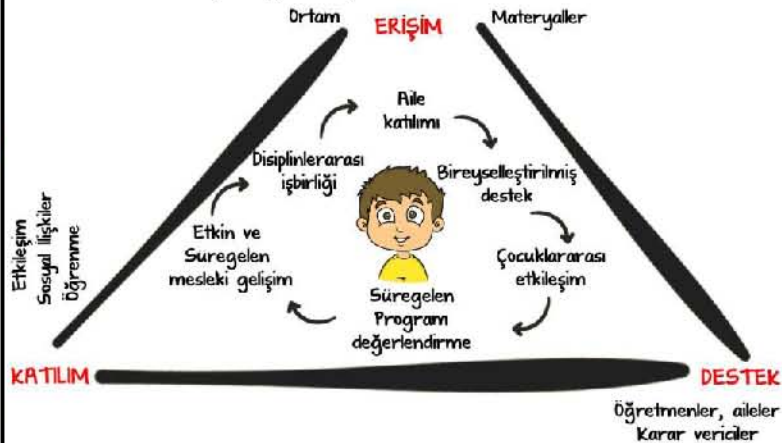 Ortam
ERİŞİM
Materyaller
Aile
katılımı
Disiplinlerarası
işbirliği
Bireyselleştirilmiş
destek
Etkin ve
Süregelen
mesleki gelişim
Çocuklararası
etkileşim
Süregelen
Program
değerlendirme
Etkileşim
Sosyal İlişkiler
Öğrenme
KATILIM
DESTEK
Öğretmenler, aileler
Karar vericiler